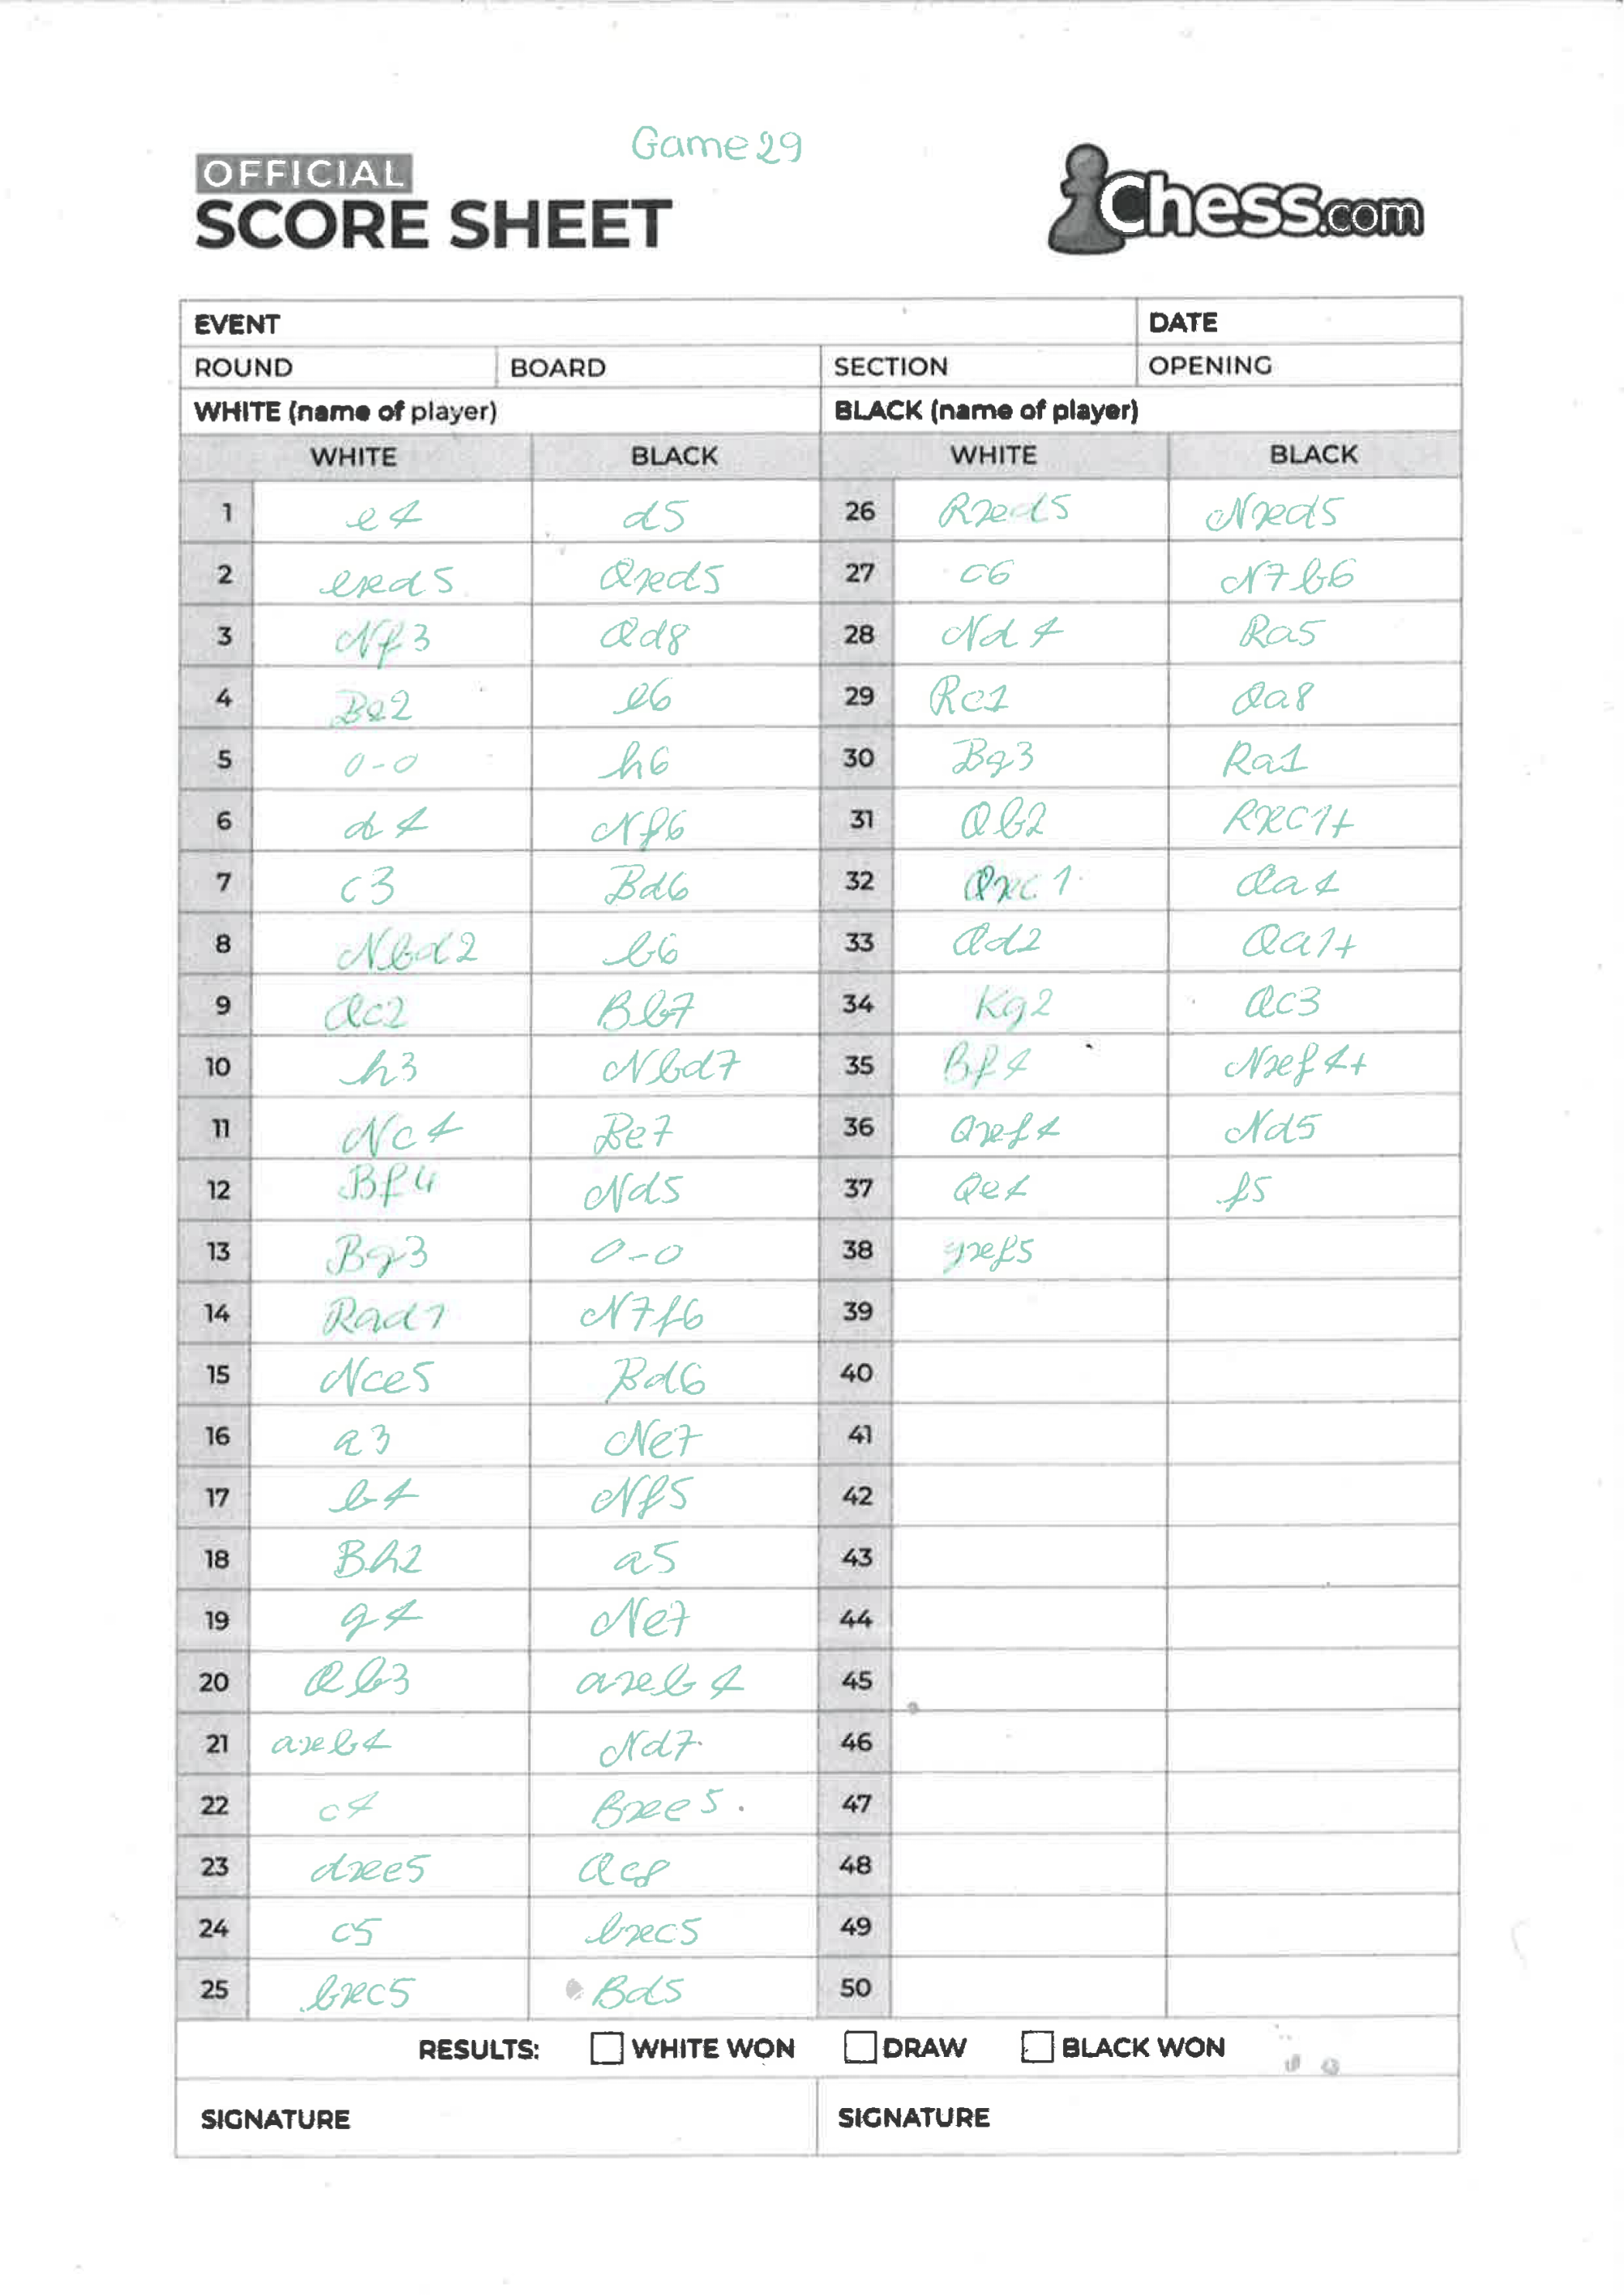 Game 29
OFFICIAL
SCORE SHEET
Chess.com
EVENT DATE
ROUND BOARD SECTION OPENING
WHITE (name of player) BLACK (name of player)
WHITE BLACK WHITE BLACK
1 e4 d5 26 Rxd5 Nxd5
2 exd5 Qxd5 27 c6 N7b6
3 Nf3 Qd8 28 Nd4 Ra5
4 Be2 e6 29 Rc1 Qa8
5 0-0 h6 30 Bg3 Ra1
6 d4 Nf6 31 Qb2 Rxc1+
7 c3 Bd6 32 Qxc1 Qa4
8 Nbd2 b6 33 Qd2 Qa1+
9 Qc2 Bb7 34 Kg2 Qc3
10 h3 Nbd7 35 Bf4 Nxf4+
11 Nc4 Be7 36 Qxf4 Nd5
12 Bf4 Nd5 37 Qe4 f5
13 Bg3 0-0 38 gxf5
14 Rad1 N7f6 39
15 Nce5 Bd6 40
16 a3 Ne7 41
17 b4 Nf5 42
18 Bh2 a5 43
19 g4 Ne7 44
20 Qb3 axb4 45
21 axb4 Nd7 46
22 c4 Bxe5 47
23 dxe5 Qc8 48
24 c5 bxc5 49
25 bxc5 Bd5 50
RESULTS: WHITE WON DRAW BLACK WON
SIGNATURE SIGNATURE